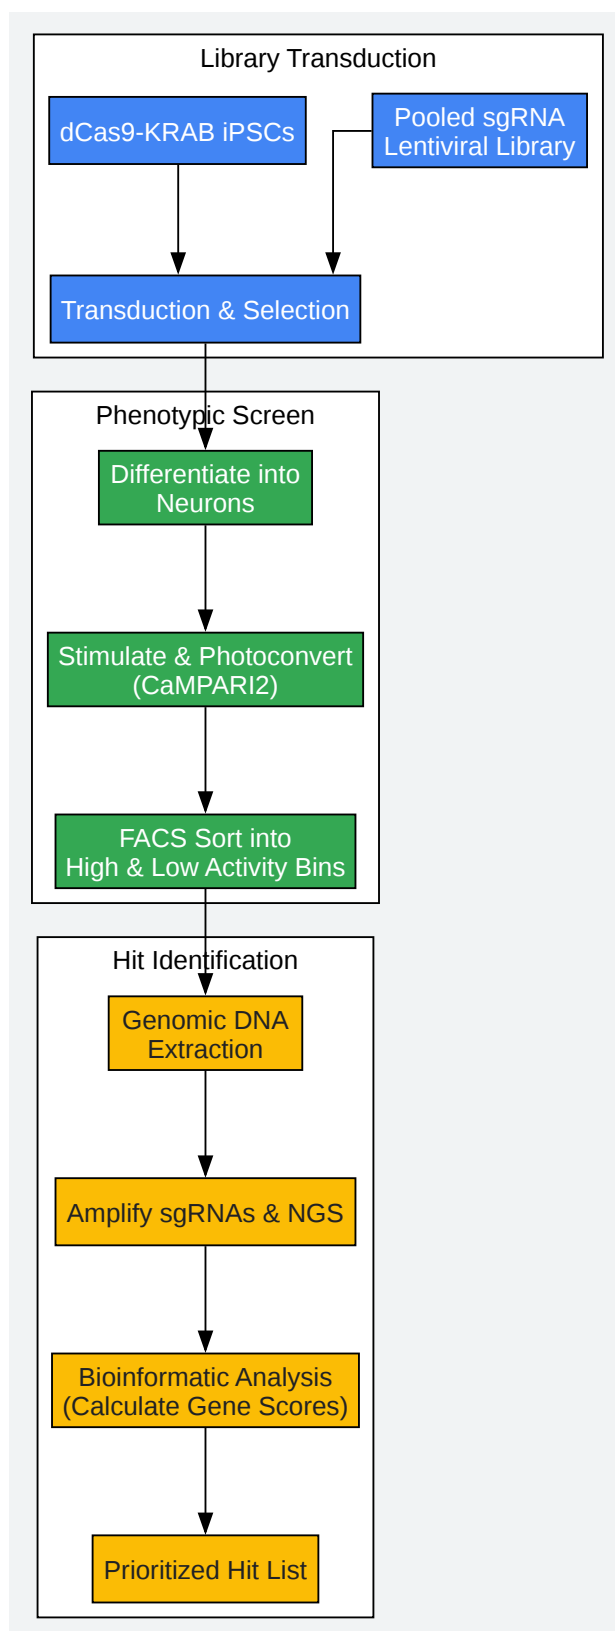 Library Transduction
dCas9-KRAB iPSCs
Pooled sgRNA
Lentiviral Library
Transduction & Selection
Phenotypic Screen
Differentiate into
Neurons
Stimulate & Photoconvert
(CaMPARI2)
FACS Sort into
High & Low Activity Bins
Hit Identification
Genomic DNA
Extraction
Amplify sgRNAs & NGS
Bioinformatic Analysis
(Calculate Gene Scores)
Prioritized Hit List